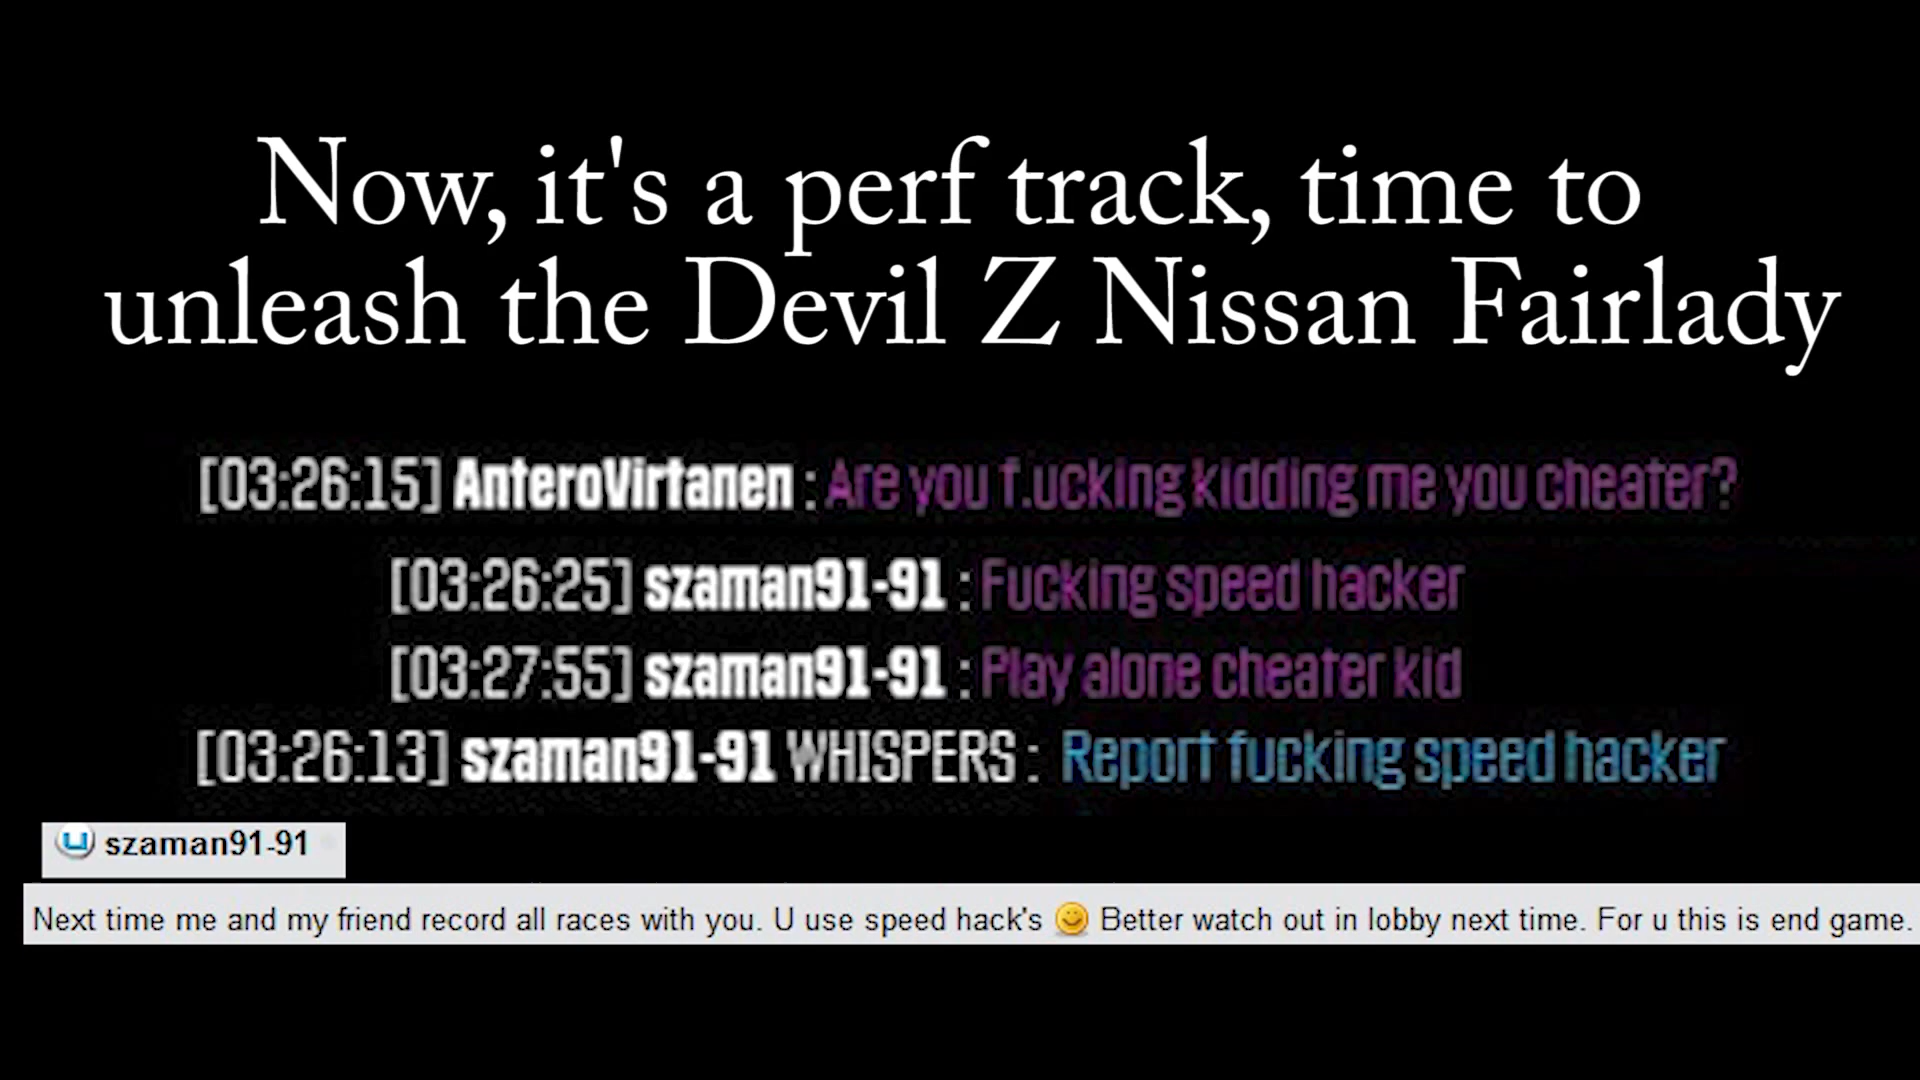 Now, it's a perf track, time to
unleash the Devil Z Nissan Fairlady
[03:26:15] AnteroVirtanen : Are you f.ucking kidding me you cheater?
[03:26:25] szaman91-91 : Fucking speed hacker
[03:27:55] szaman91-91 : Play alone cheater kid
[03:26:13] szaman91-91 WHISPERS : Report fucking speed hacker
szaman91-91
Next time me and my friend record all races with you. U use speed hack's Better watch out in lobby next time. For u this is end game.